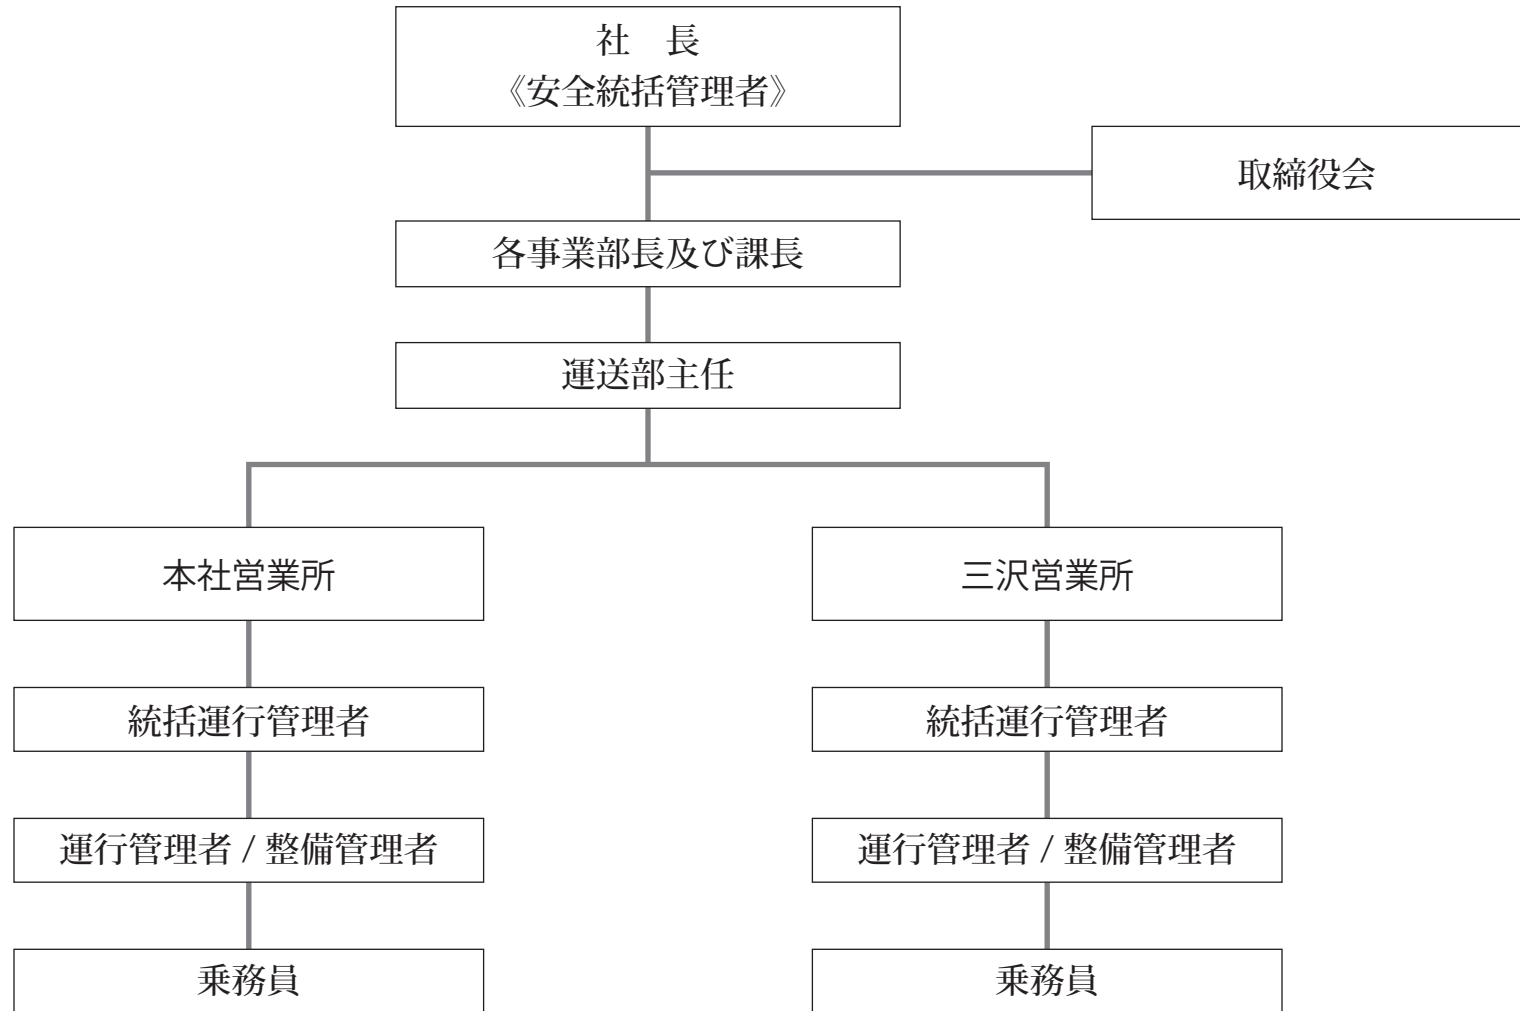 社　長
《安全統括管理者》
取締役会
各事業部長及び課長
運送部主任
本社営業所
三沢営業所
統括運行管理者
統括運行管理者
運行管理者 / 整備管理者
運行管理者 / 整備管理者
乗務員
乗務員